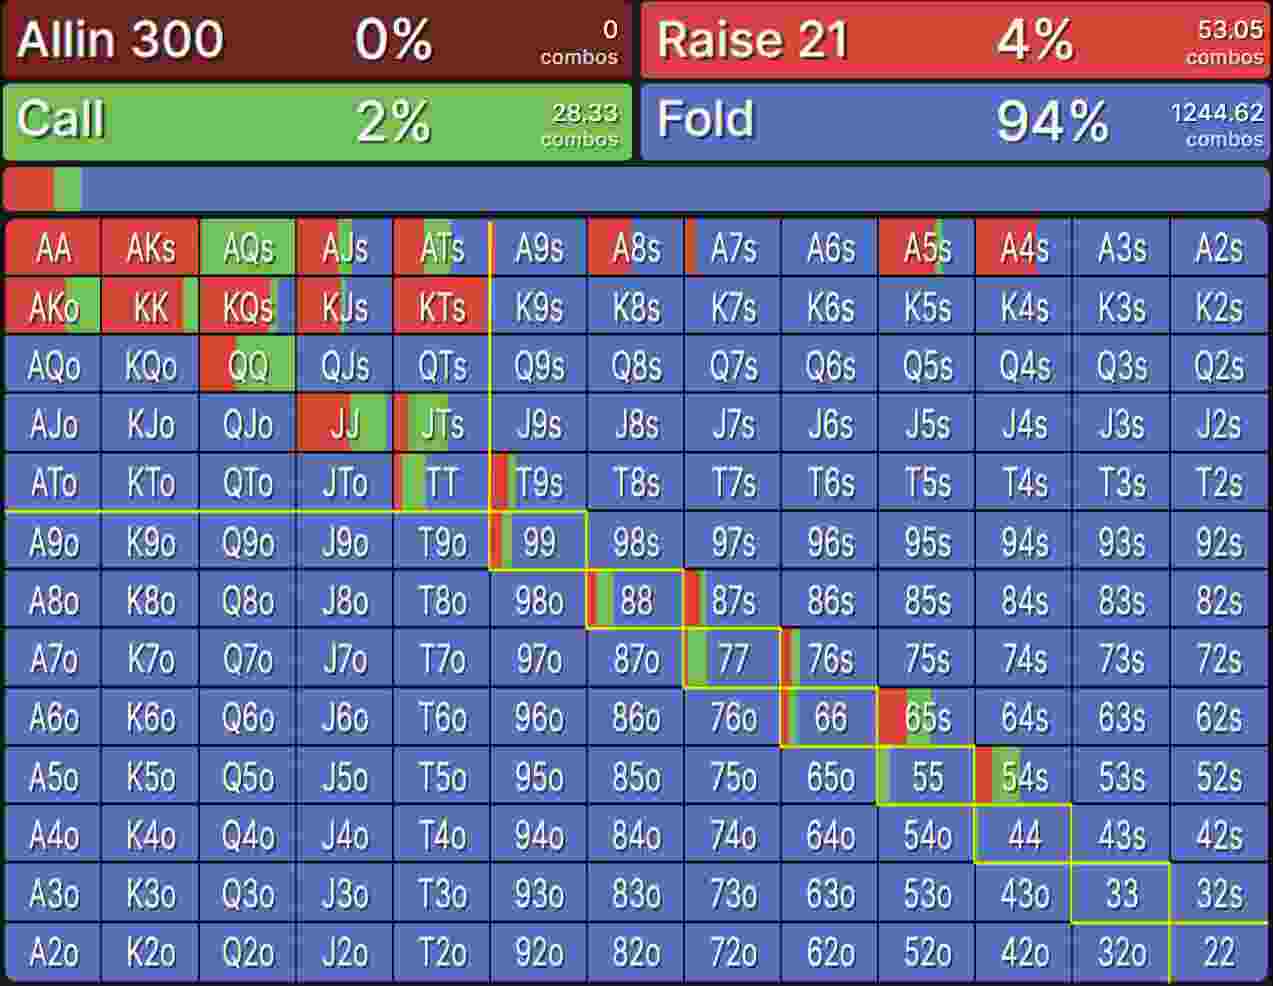 Allin 300 0% 0 combos Raise 21 4% 53.05 combos
Call 2% 28.33 combos Fold 94% 1244.62 combos
AA AKs AQs AJs ATs A9s A8s A7s A6s A5s A4s A3s A2s
AKo KK KQs KJs KTs K9s K8s K7s K6s K5s K4s K3s K2s
AQo KQo QQ QJs QTs Q9s Q8s Q7s Q6s Q5s Q4s Q3s Q2s
AJo KJo QJo JJ JTs J9s J8s J7s J6s J5s J4s J3s J2s
ATo KTo QTo JTo TT T9s T8s T7s T6s T5s T4s T3s T2s
A9o K9o Q9o J9o T9o 99 98s 97s 96s 95s 94s 93s 92s
A8o K8o Q8o J8o T8o 98o 88 87s 86s 85s 84s 83s 82s
A7o K7o Q7o J7o T7o 97o 87o 77 76s 75s 74s 73s 72s
A6o K6o Q6o J6o T6o 96o 86o 76o 66 65s 64s 63s 62s
A5o K5o Q5o J5o T5o 95o 85o 75o 65o 55 54s 53s 52s
A4o K4o Q4o J4o T4o 94o 84o 74o 64o 54o 44 43s 42s
A3o K3o Q3o J3o T3o 93o 83o 73o 63o 53o 43o 33 32s
A2o K2o Q2o J2o T2o 92o 82o 72o 62o 52o 42o 32o 22